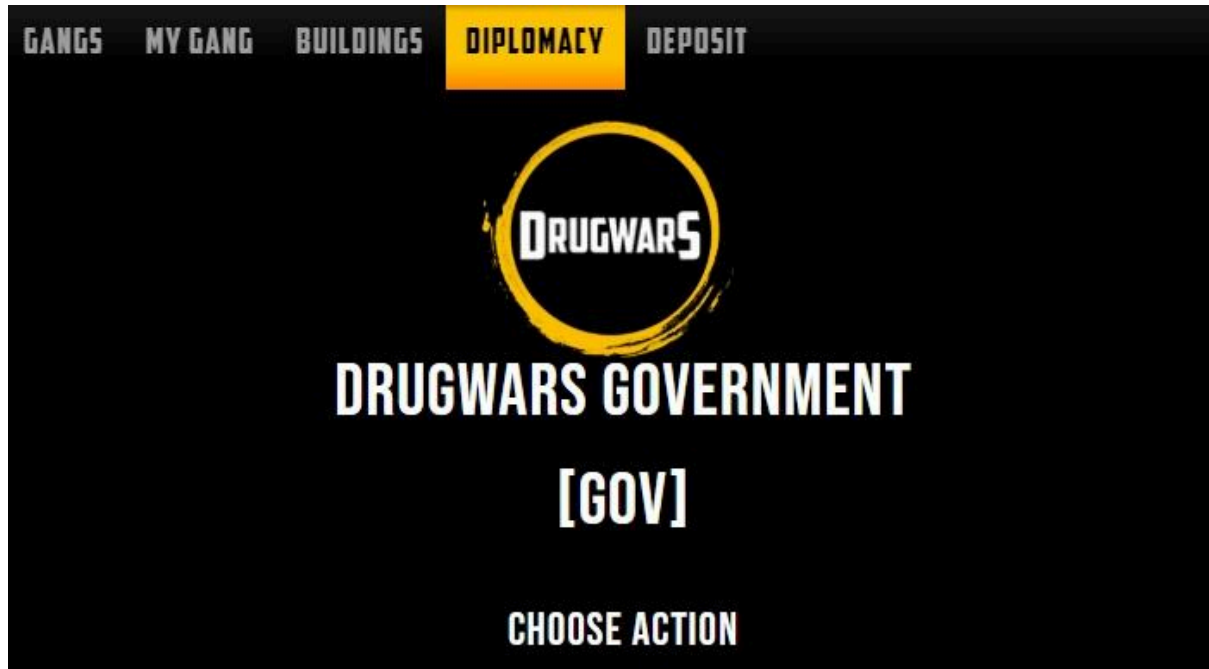 GANGS MY GANG BUILDINGS DIPLOMACY DEPOSIT
DRUGWARS
DRUGWARS GOVERNMENT
[GOV]
CHOOSE ACTION